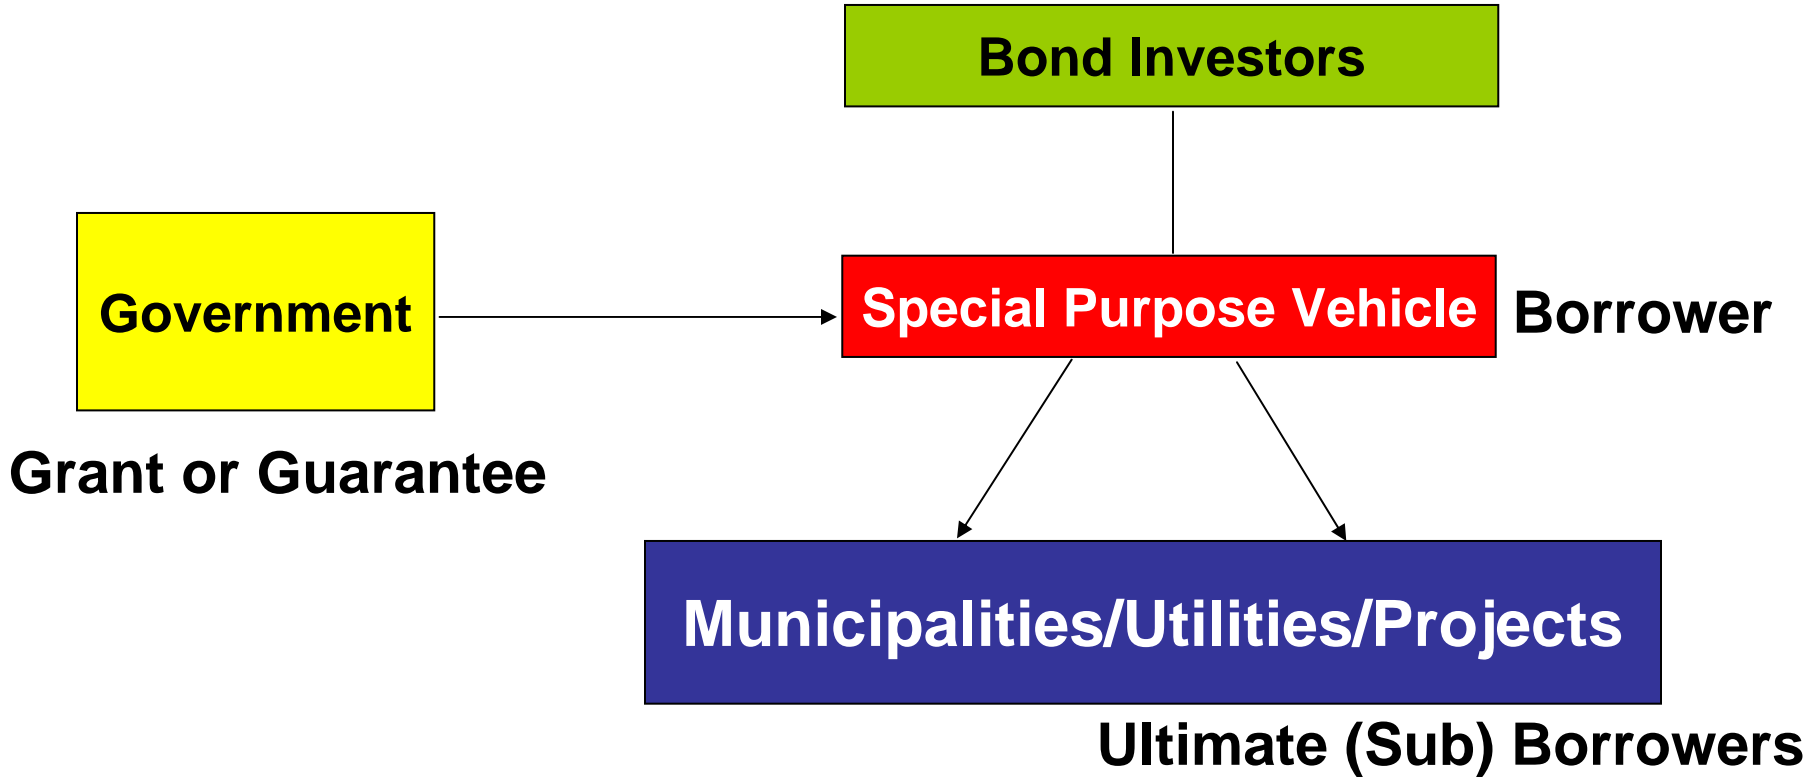 Bond Investors
Government
Special Purpose Vehicle
Borrower
Grant or Guarantee
Municipalities/Utilities/Projects
Ultimate (Sub) Borrowers